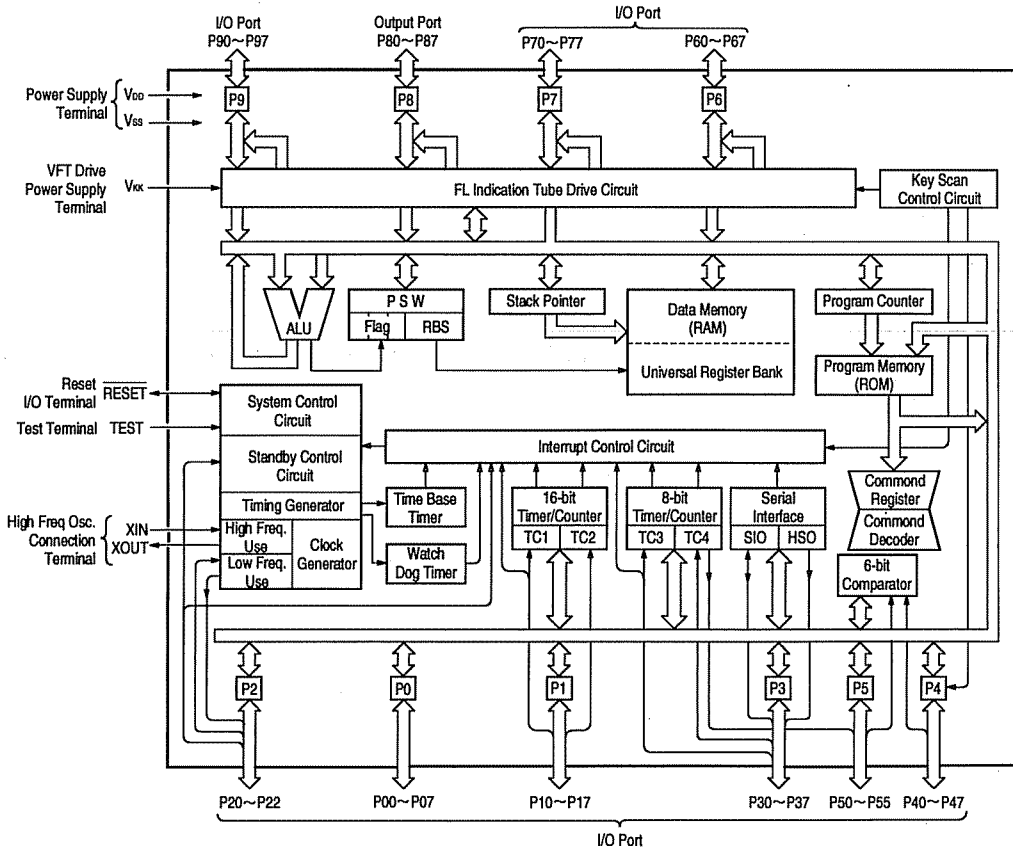 I/O Port
P90～P97
Output Port
P80～P87
I/O Port
P70～P77
P60～P67
Power Supply Terminal
VDD
VSS
P9
P8
P7
P6
VFT Drive
Power Supply
Terminal
VKK
FL Indication Tube Drive Circuit
Key Scan
Control Circuit
ALU
P S W
Flag
RBS
Stack Pointer
Data Memory
(RAM)
Universal Register Bank
Program Counter
Program Memory
(ROM)
Reset
I/O Terminal
RESET
Test Terminal TEST
System Control
Circuit
Standby Control
Circuit
Timing Generator
High Freq.
Use
Low Freq.
Use
Clock
Generator
High Freq Osc.
Connection
Terminal
XIN
XOUT
Interrupt Control Circuit
Time Base
Timer
Watch
Dog Timer
16-bit
Timer/Counter
TC1
TC2
8-bit
Timer/Counter
TC3
TC4
Serial
Interface
SIO
HSO
Commond
Register
Commond
Decoder
6-bit
Comparator
P2
P0
P1
P3
P5
P4
P20～P22
P00～P07
P10～P17
P30～P37
P50～P55
P40～P47
I/O Port